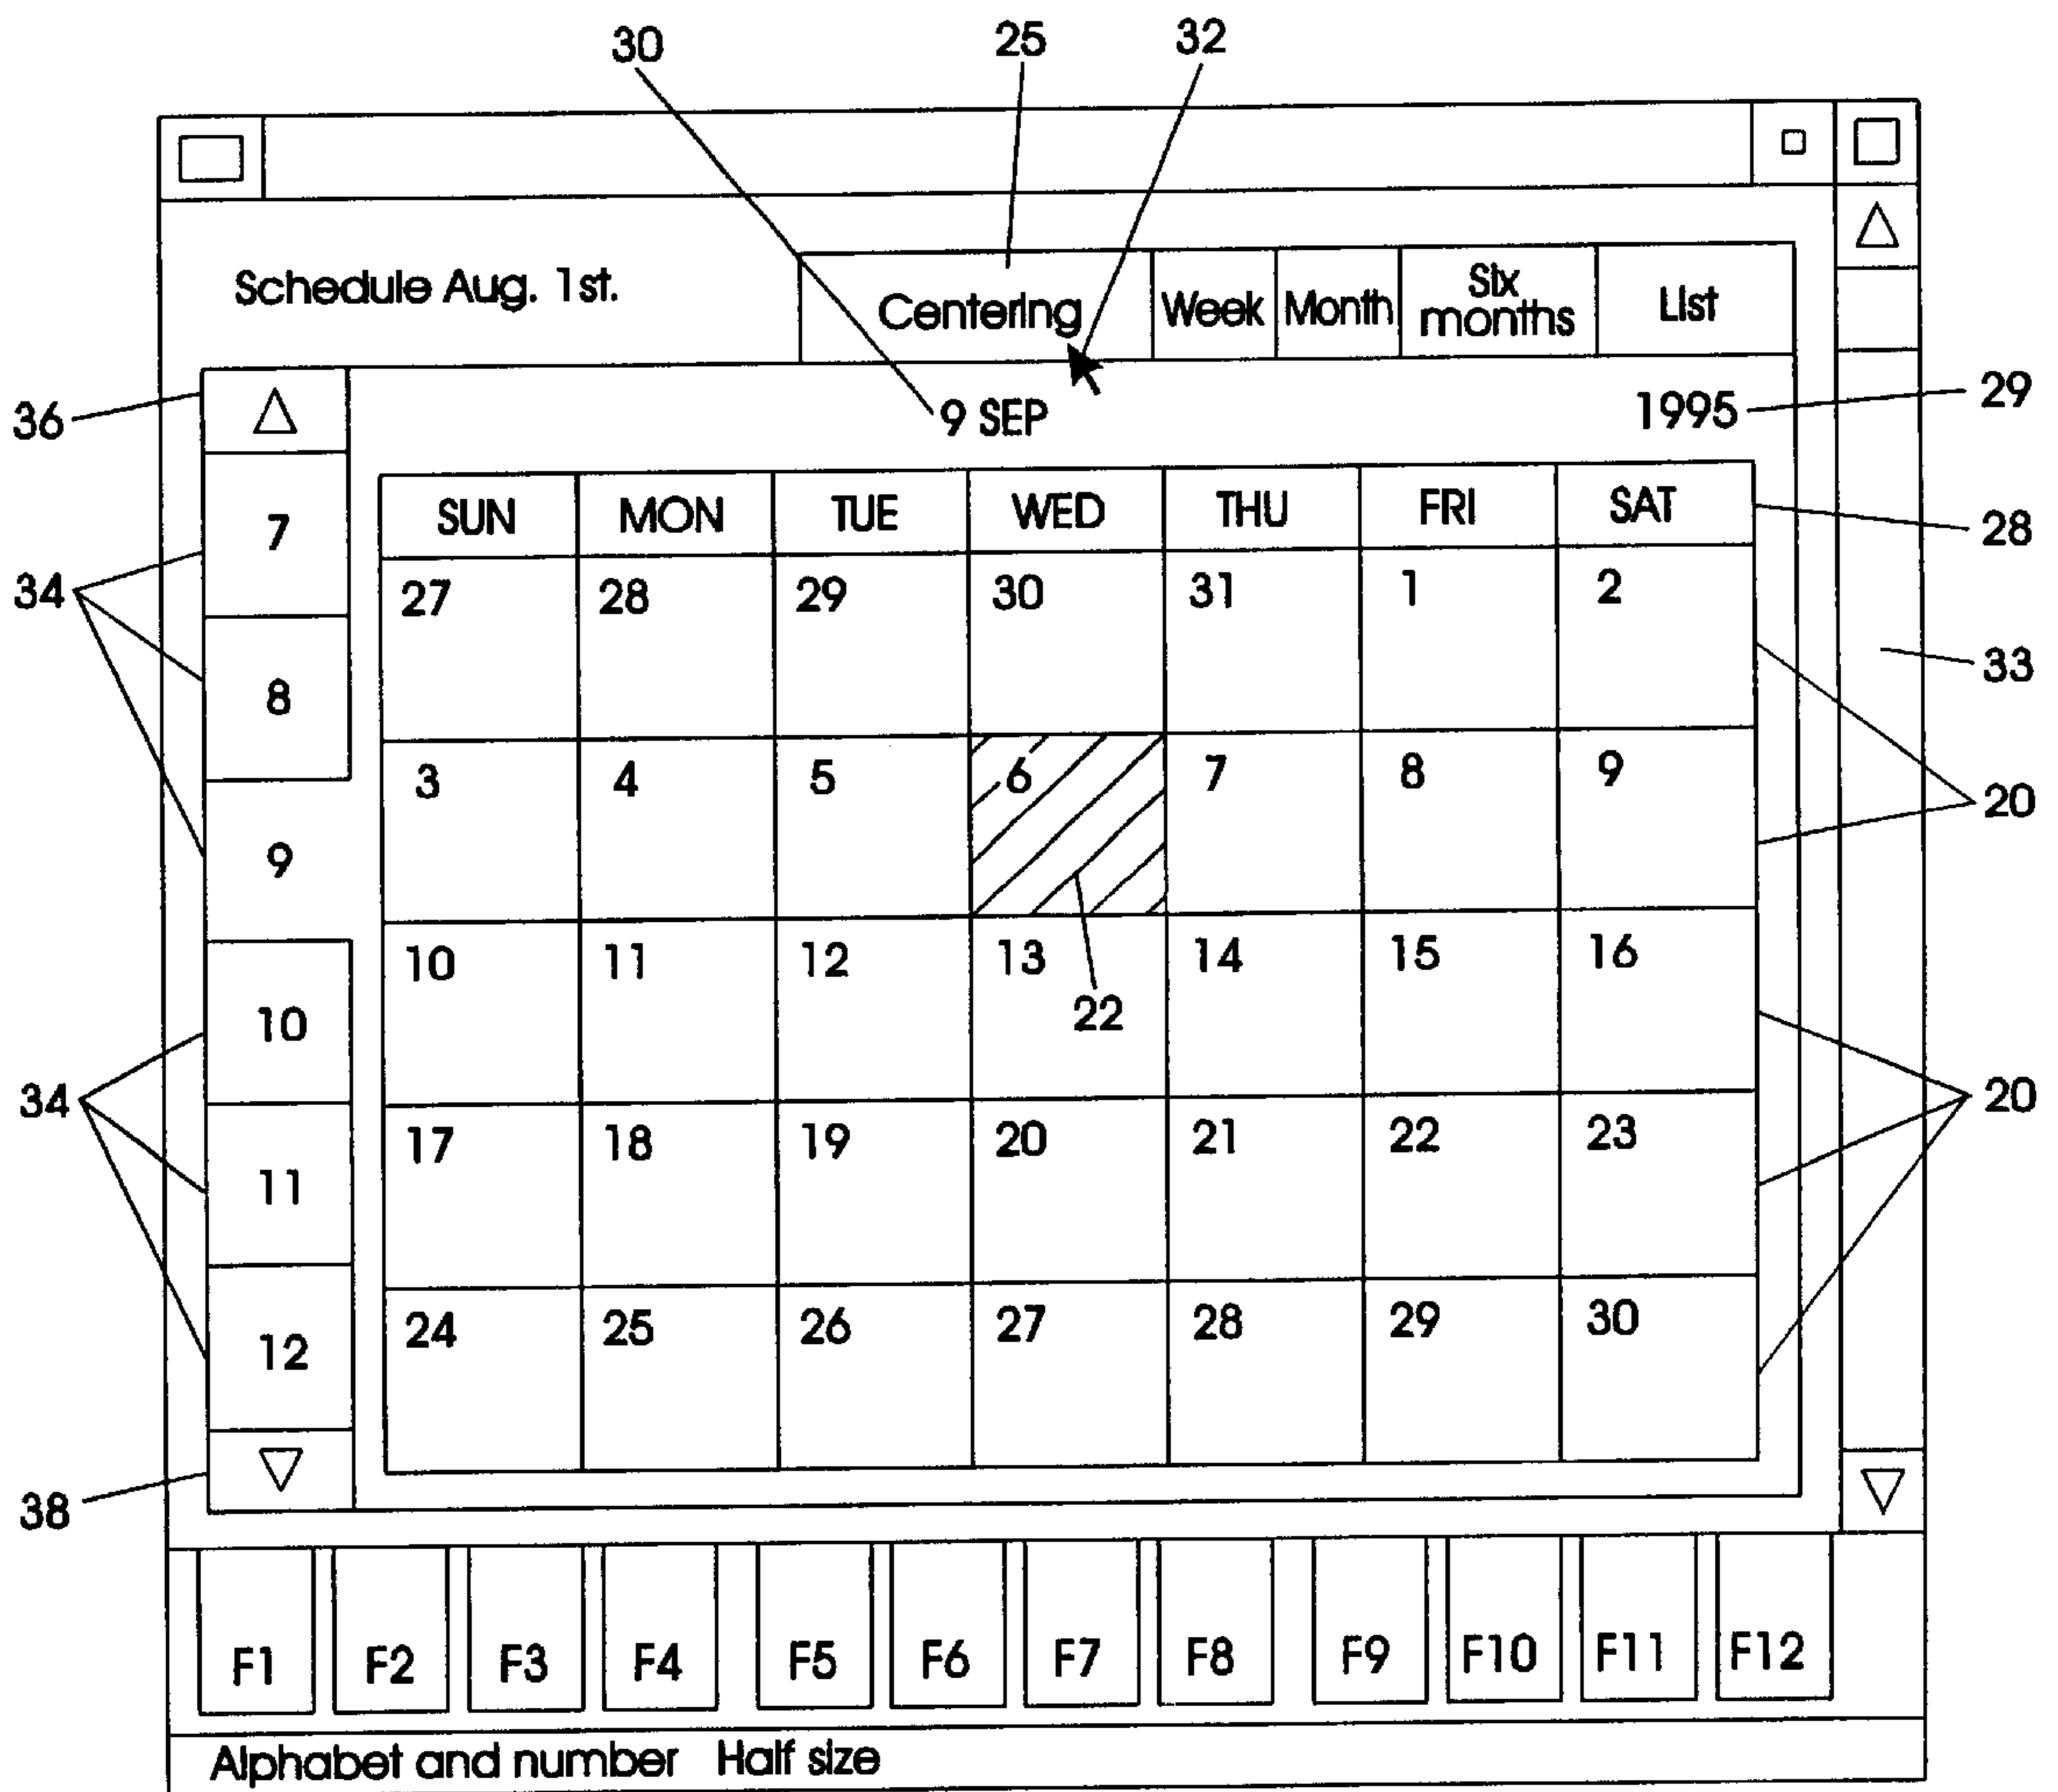 30 25 32
Schedule Aug. 1st. Centering Week Month Six months List
36 9 SEP 1995 29
SUN MON TUE WED THU FRI SAT 28
34 7 27 28 29 30 31 1 2
33
8 3 4 5 6 7 8 9 20
9
22
10 10 11 12 13 14 15 16
34 20
11 17 18 19 20 21 22 23
12 24 25 26 27 28 29 30
38
F1 F2 F3 F4 F5 F6 F7 F8 F9 F10 F11 F12
Alphabet and number Half size